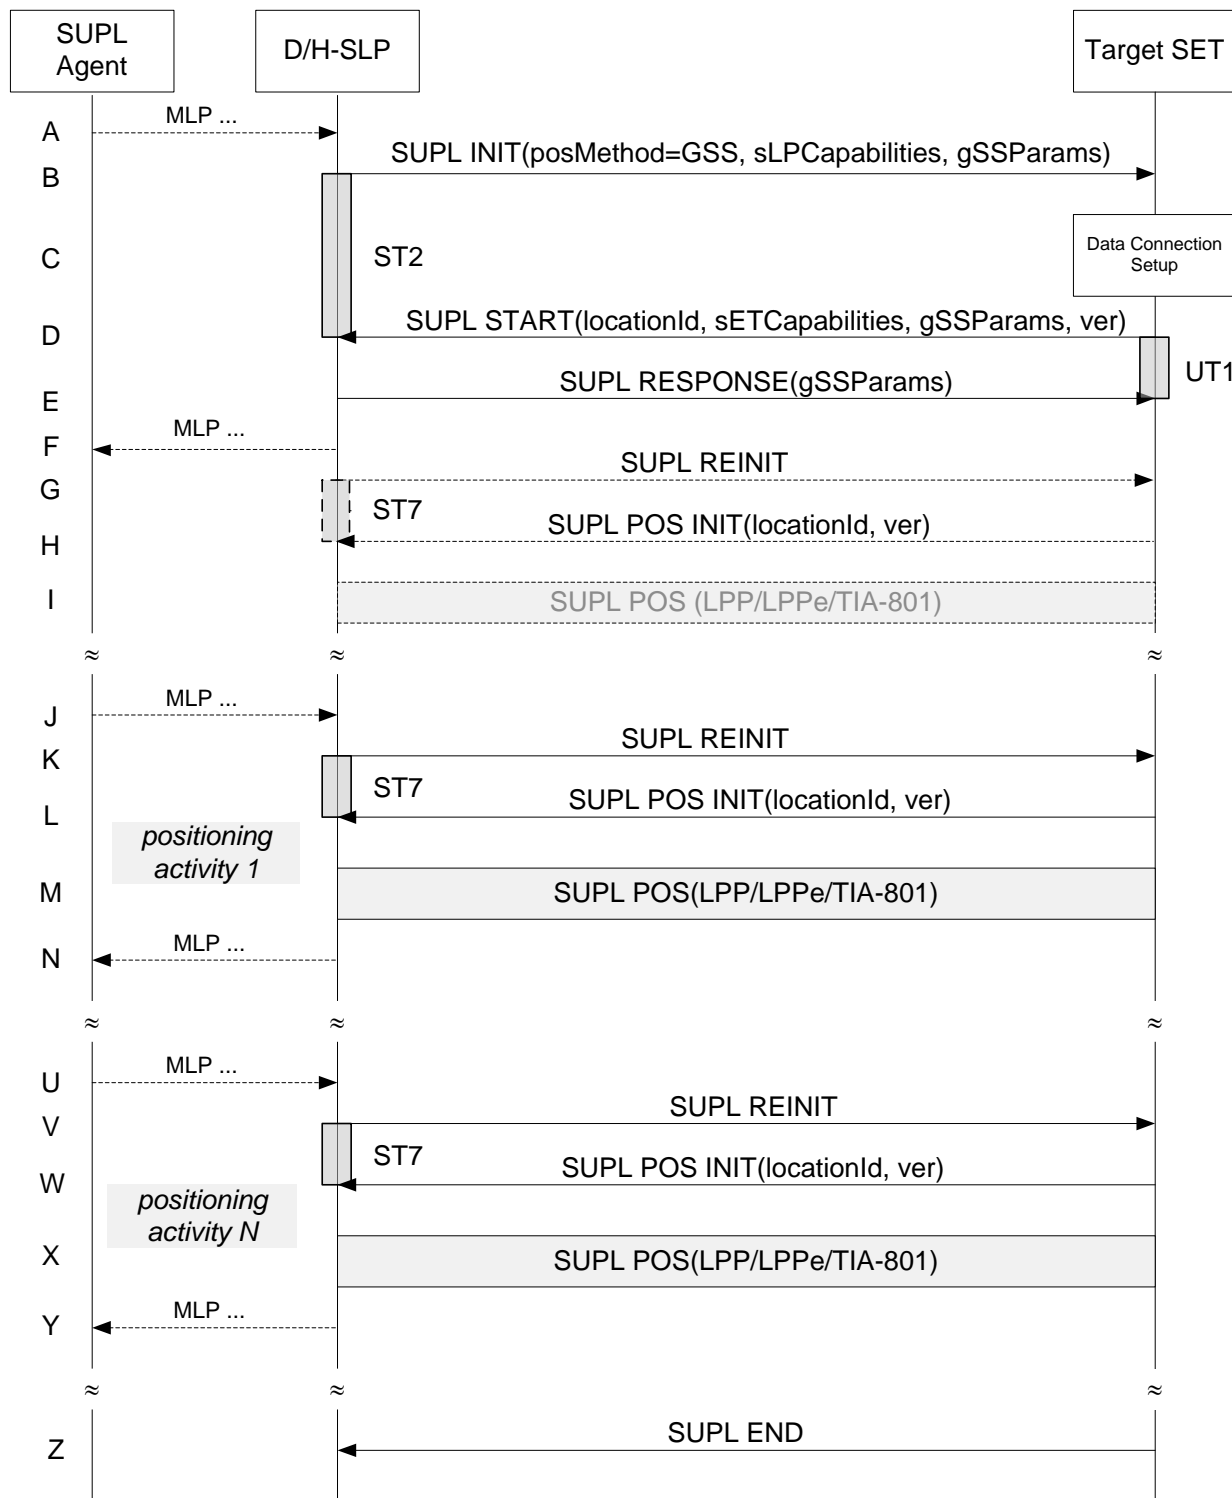 SUPL
Agent
D/H-SLP
Target SET
A
MLP ...
B
SUPL INIT(posMethod=GSS, sLPCapabilities, gSSParams)
C
ST2
Data Connection
Setup
D
SUPL START(locationId, sETCapabilities, gSSParams, ver)
UT1
E
SUPL RESPONSE(gSSParams)
F
MLP ...
G
SUPL REINIT
ST7
H
SUPL POS INIT(locationId, ver)
I
SUPL POS (LPP/LPPe/TIA-801)
≈ ≈ ≈
J
MLP ...
K
SUPL REINIT
ST7
L
SUPL POS INIT(locationId, ver)
positioning
activity 1
M
SUPL POS(LPP/LPPe/TIA-801)
N
MLP ...
≈ ≈ ≈
U
MLP ...
V
SUPL REINIT
ST7
W
SUPL POS INIT(locationId, ver)
positioning
activity N
X
SUPL POS(LPP/LPPe/TIA-801)
Y
MLP ...
≈ ≈ ≈
Z
SUPL END